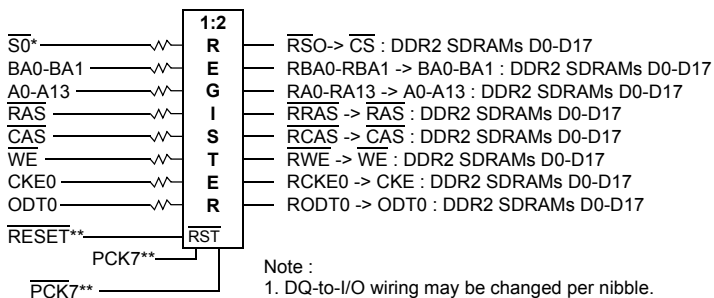 1:2
S0* R RSO-> CS : DDR2 SDRAMs D0-D17
BA0-BA1 E RBA0-RBA1 -> BA0-BA1 : DDR2 SDRAMs D0-D17
A0-A13 G RA0-RA13 -> A0-A13 : DDR2 SDRAMs D0-D17
RAS I RRAS -> RAS : DDR2 SDRAMs D0-D17
CAS S RCAS -> CAS : DDR2 SDRAMs D0-D17
WE T RWE -> WE : DDR2 SDRAMs D0-D17
CKE0 E RCKE0 -> CKE : DDR2 SDRAMs D0-D17
ODT0 R RODT0 -> ODT0 : DDR2 SDRAMs D0-D17
RESET** RST
PCK7**
PCK7**
Note :
1. DQ-to-I/O wiring may be changed per nibble.